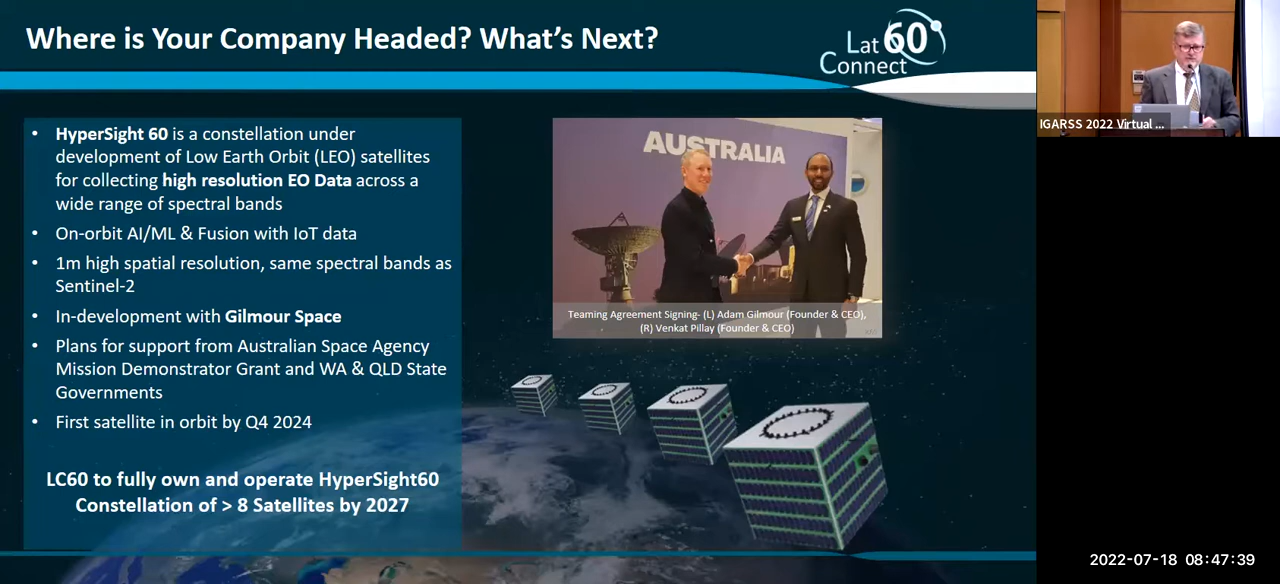 Where is Your Company Headed? What's Next?
Lat 60
Connect
• HyperSight 60 is a constellation under
development of Low Earth Orbit (LEO) satellites
for collecting high resolution EO Data across a
wide range of spectral bands
• On-orbit AI/ML & Fusion with IoT data
• 1m high spatial resolution, same spectral bands as
Sentinel-2
• In-development with Gilmour Space
• Plans for support from Australian Space Agency
Mission Demonstrator Grant and WA & QLD State
Governments
• First satellite in orbit by Q4 2024
LC60 to fully own and operate HyperSight60
Constellation of > 8 Satellites by 2027
AUSTRALIA
Teaming Agreement Signing- (L) Adam Gilmour (Founder & CEO),
(R) Venkat Pillay (Founder & CEO)
IGARSS 2022 Virtual ...
2022-07-18 08:47:39